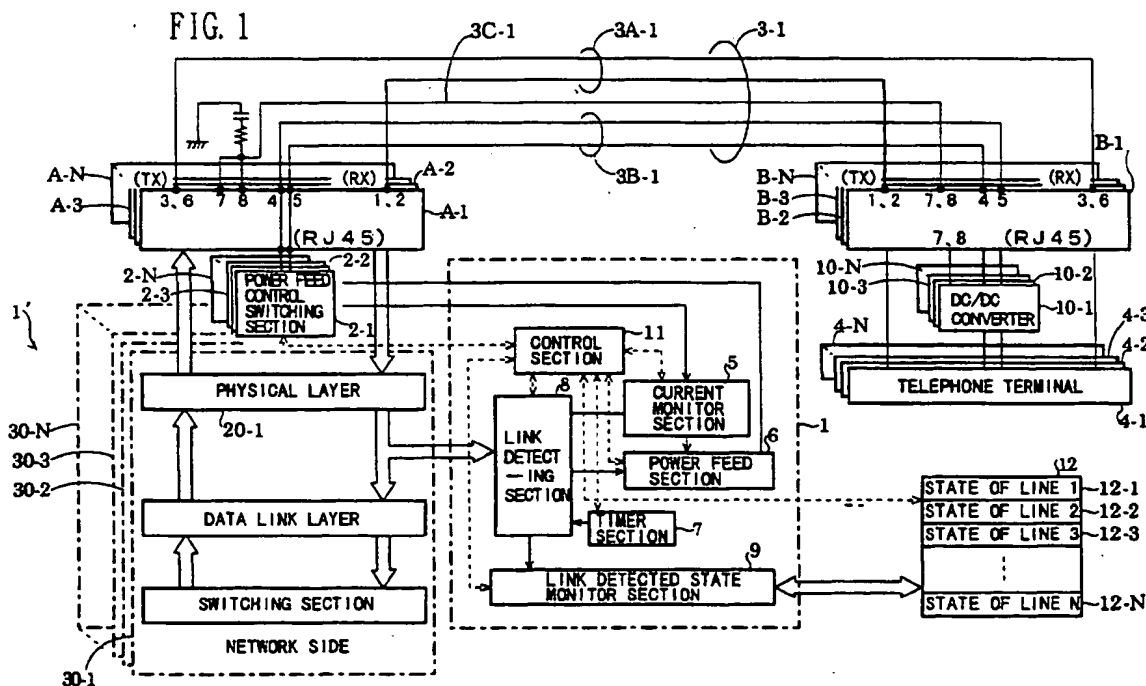 FIG. 1
3C-1
3A-1
3-1
A-N
(TX)
3、6
7
8
4
5
(RX)
1、2
A-2
A-3
A-1
(RJ45)
3B-1
B-N
(TX)
1、2
7、8
4
5
(RX)
3、6
B-1
B-3
B-2
7、8
(RJ45)
2-N
2-2
2-3
POWER FEED
CONTROL
SWITCHING
SECTION
2-1
1'
10-N
10-2
10-3
DC/DC
CONVERTER
10-1
4-N
4-3
4-2
TELEPHONE TERMINAL
4-1
CONTROL
SECTION
11
8
5
CURRENT
MONITOR
SECTION
LINK
DETECT
-ING
SECTION
6
POWER FEED
SECTION
1
TIMER
SECTION
7
9
LINK DETECTED STATE
MONITOR SECTION
PHYSICAL LAYER
20-1
30-N
30-3
30-2
DATA LINK LAYER
SWITCHING SECTION
NETWORK SIDE
30-1
12
STATE OF LINE 1
12-1
STATE OF LINE 2
12-2
STATE OF LINE 3
12-3
STATE OF LINE N
12-N